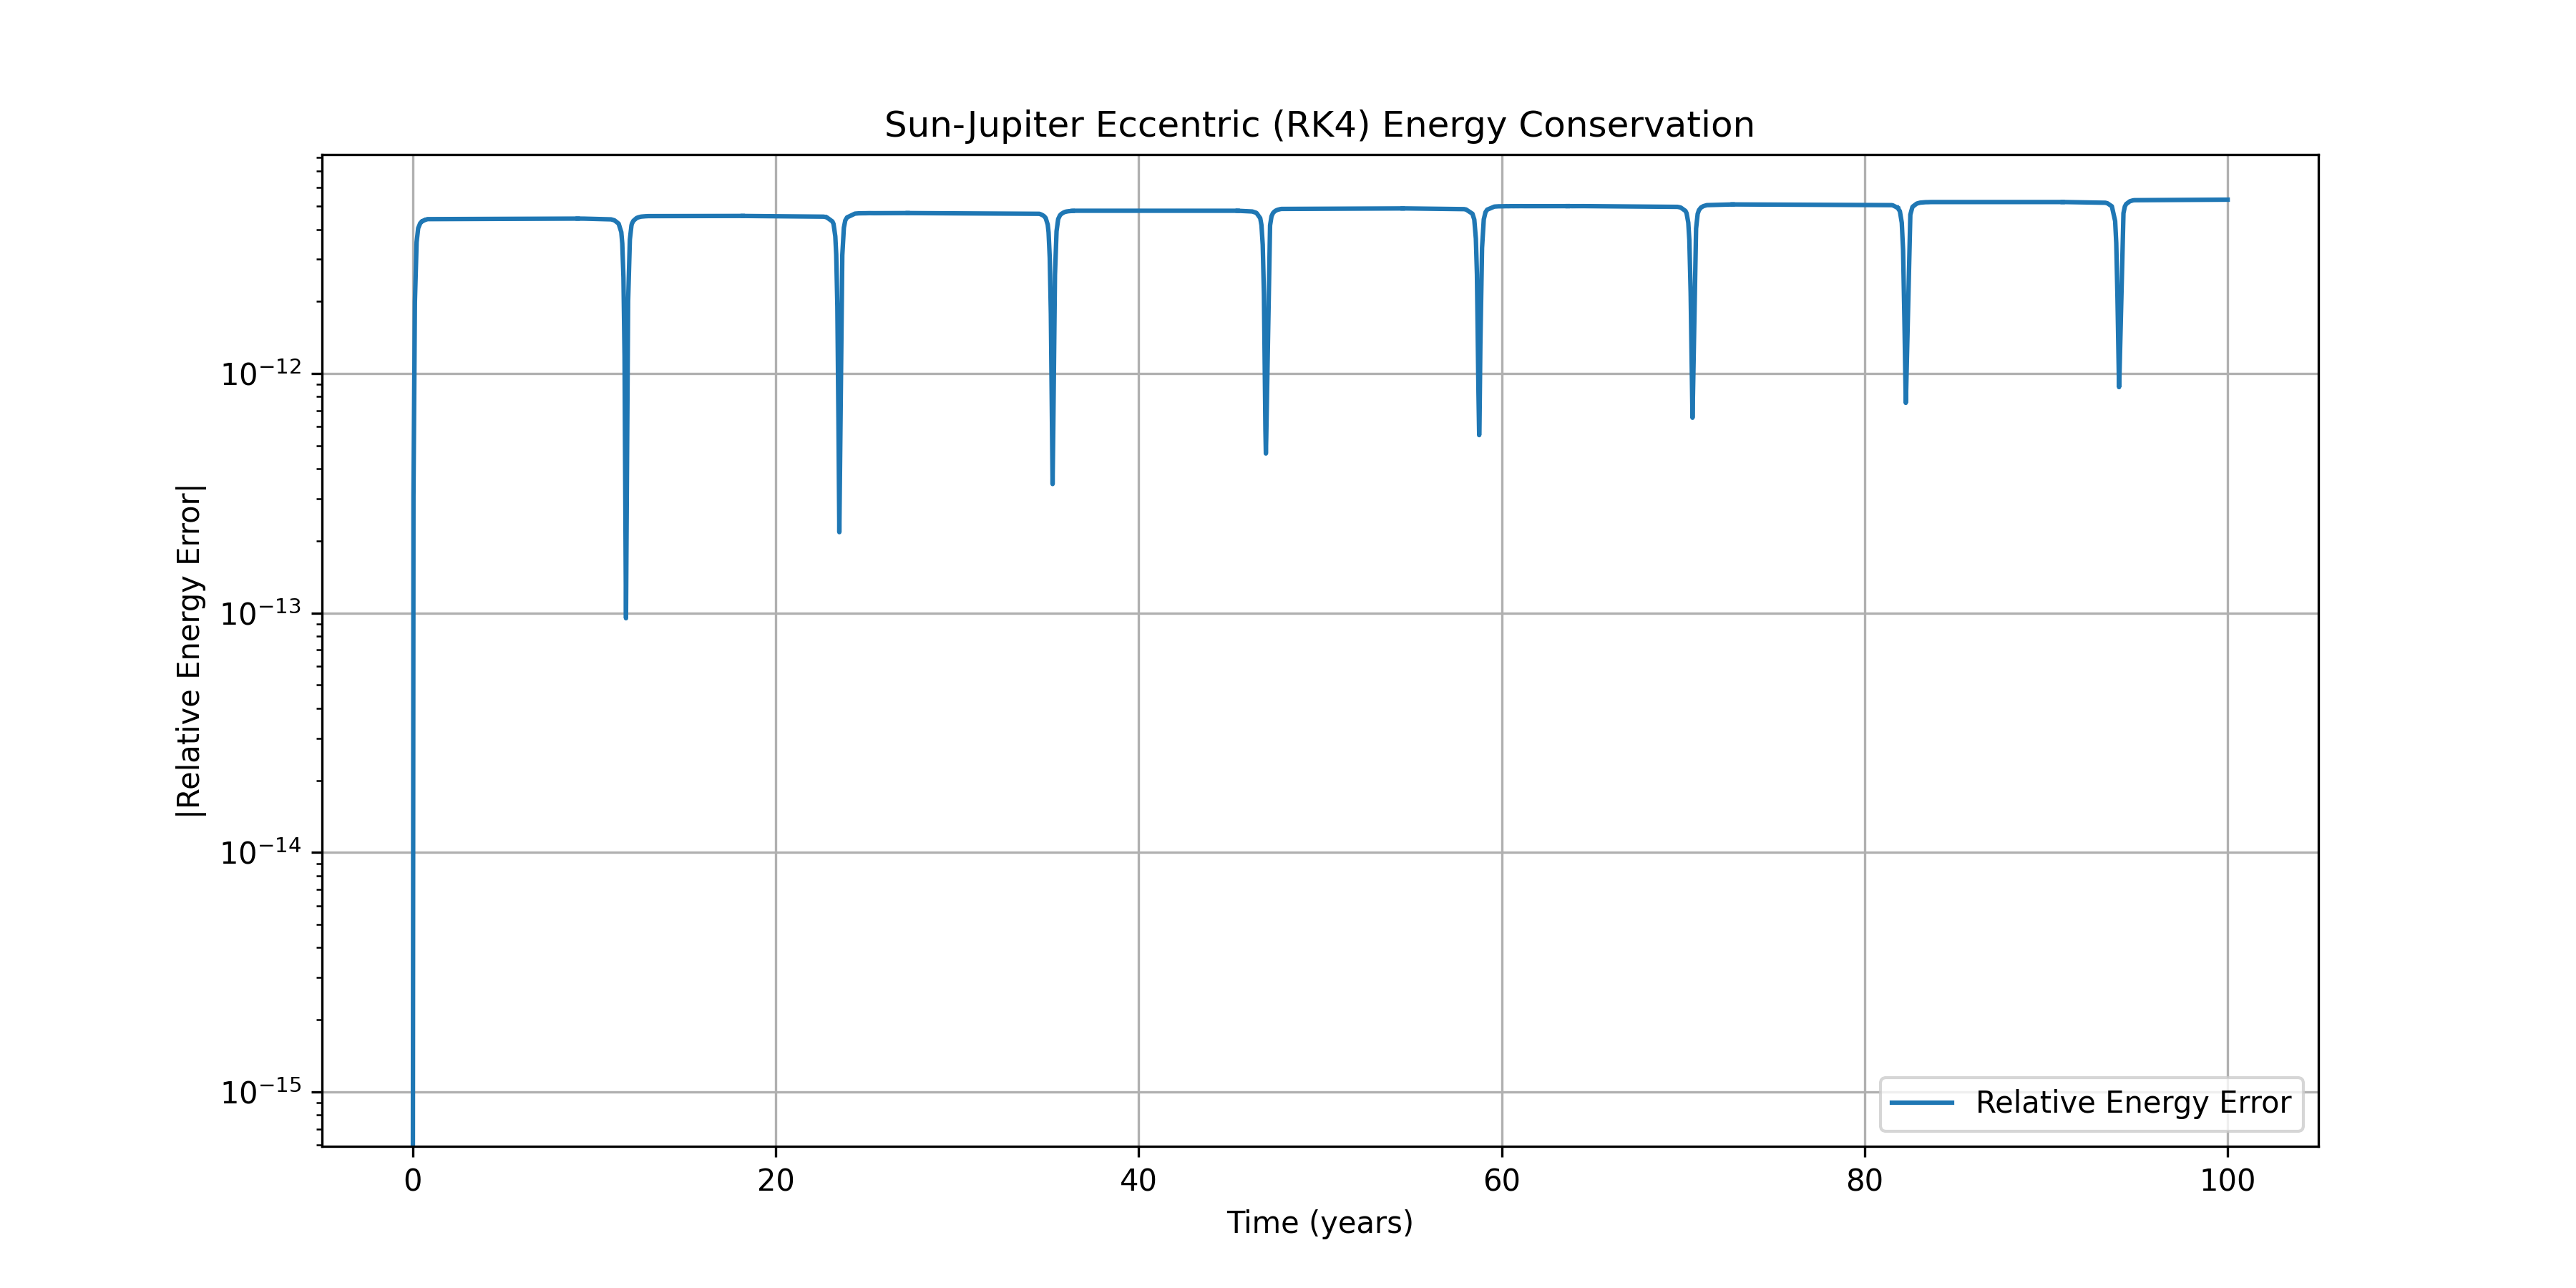 Sun-Jupiter Eccentric (RK4) Energy Conservation
|Relative Energy Error|
10⁻¹²
10⁻¹³
10⁻¹⁴
10⁻¹⁵
Relative Energy Error
0 20 40 60 80 100
Time (years)